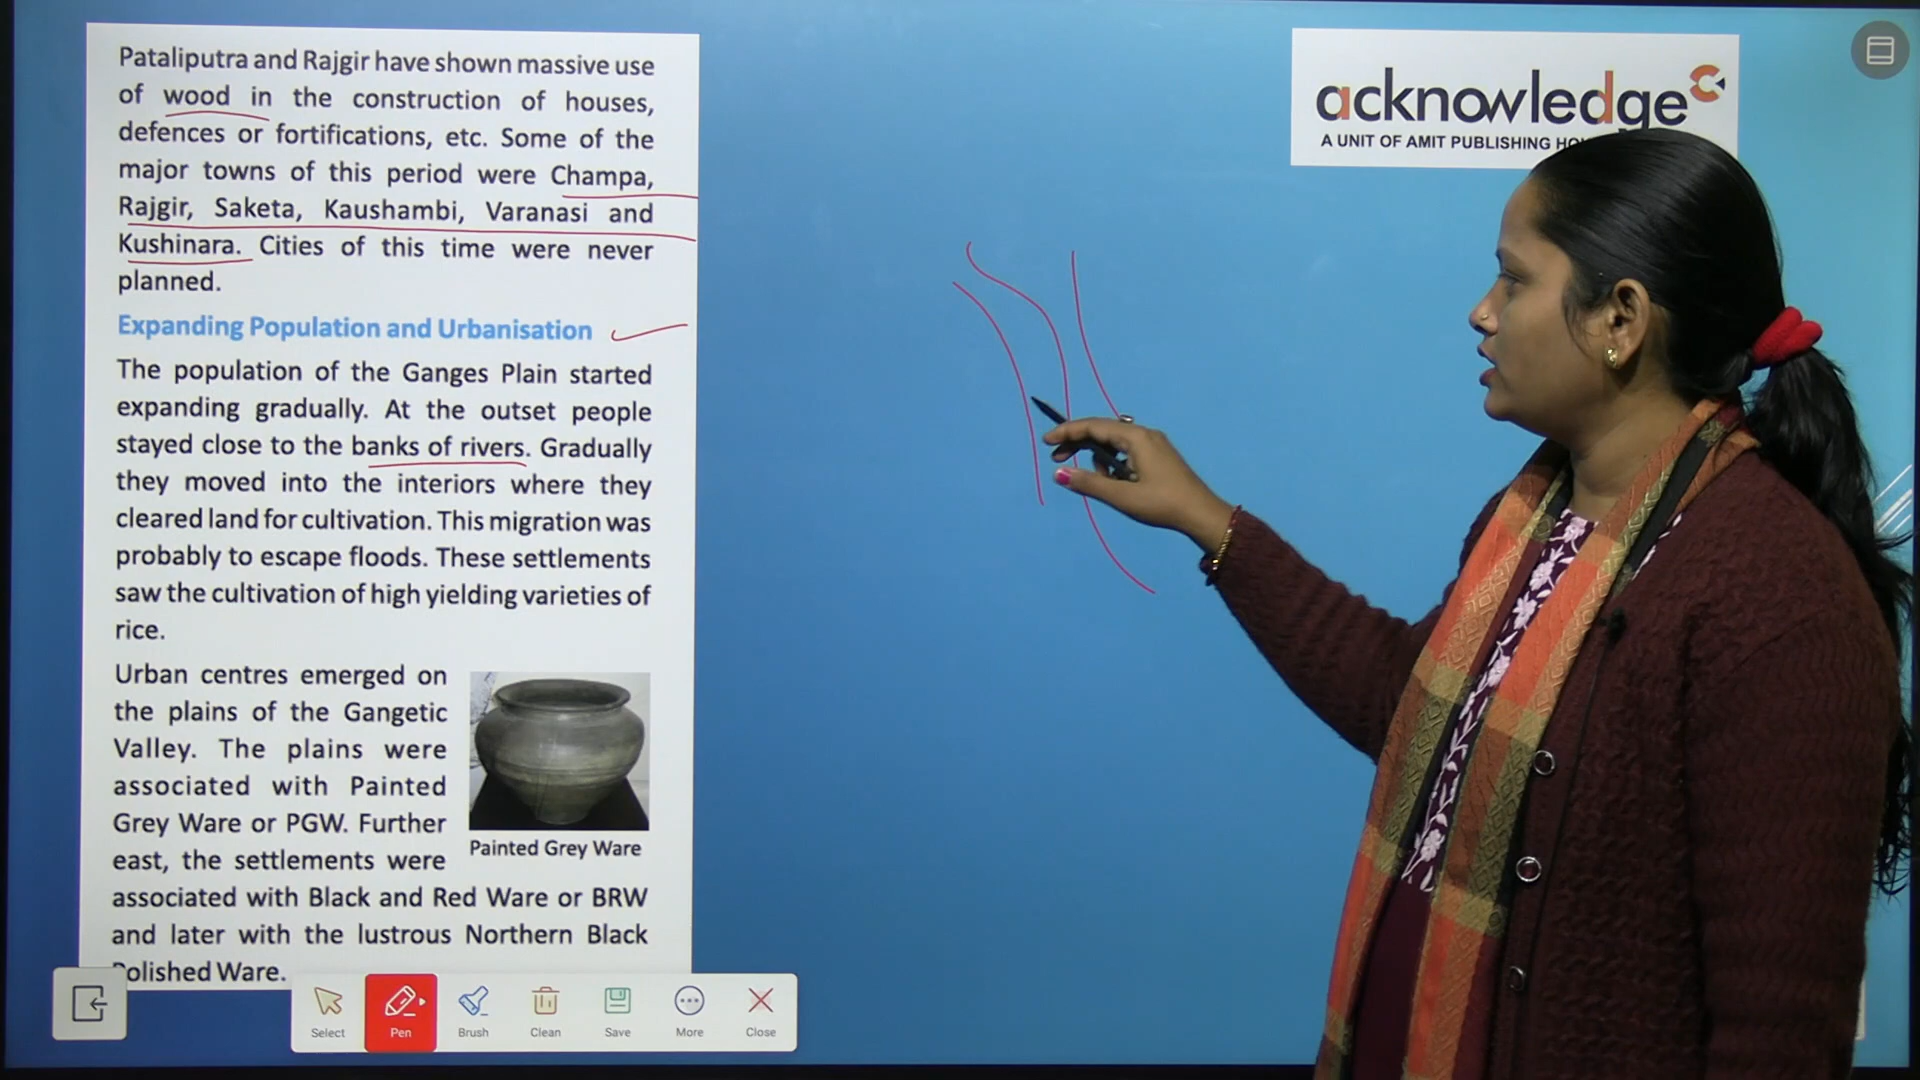 Pataliputra and Rajgir have shown massive use
of wood in the construction of houses,
defences or fortifications, etc. Some of the
major towns of this period were Champa,
Rajgir, Saketa, Kaushambi, Varanasi and
Kushinara. Cities of this time were never
planned.
Expanding Population and Urbanisation
The population of the Ganges Plain started
expanding gradually. At the outset people
stayed close to the banks of rivers. Gradually
they moved into the interiors where they
cleared land for cultivation. This migration was
probably to escape floods. These settlements
saw the cultivation of high yielding varieties of
rice.
Urban centres emerged on
the plains of the Gangetic
Valley. The plains were
associated with Painted
Grey Ware or PGW. Further
east, the settlements were
associated with Black and Red Ware or BRW
and later with the lustrous Northern Black
Polished Ware.
Painted Grey Ware
Select Pen Brush Clean Save More Close
acknowledge
A UNIT OF AMIT PUBLISHING